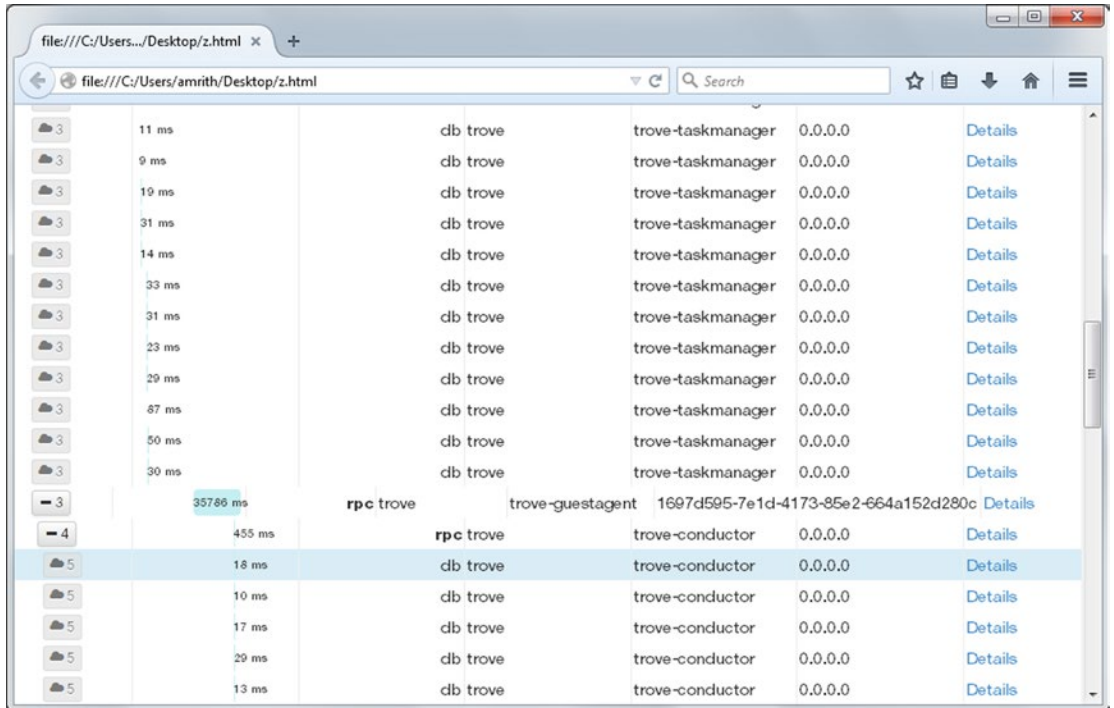 file:///C:/Users.../Desktop/z.html × +
file:///C:/Users/amrith/Desktop/z.html Search
3 11 ms db trove trove-taskmanager 0.0.0.0 Details
3 9 ms db trove trove-taskmanager 0.0.0.0 Details
3 19 ms db trove trove-taskmanager 0.0.0.0 Details
3 31 ms db trove trove-taskmanager 0.0.0.0 Details
3 14 ms db trove trove-taskmanager 0.0.0.0 Details
3 33 ms db trove trove-taskmanager 0.0.0.0 Details
3 31 ms db trove trove-taskmanager 0.0.0.0 Details
3 23 ms db trove trove-taskmanager 0.0.0.0 Details
3 29 ms db trove trove-taskmanager 0.0.0.0 Details
3 87 ms db trove trove-taskmanager 0.0.0.0 Details
3 50 ms db trove trove-taskmanager 0.0.0.0 Details
3 30 ms db trove trove-taskmanager 0.0.0.0 Details
- 3 35786 ms rpc trove trove-guestagent 1697d595-7e1d-4173-85e2-664a152d280c Details
- 4 455 ms rpc trove trove-conductor 0.0.0.0 Details
5 18 ms db trove trove-conductor 0.0.0.0 Details
5 10 ms db trove trove-conductor 0.0.0.0 Details
5 17 ms db trove trove-conductor 0.0.0.0 Details
5 29 ms db trove trove-conductor 0.0.0.0 Details
5 13 ms db trove trove-conductor 0.0.0.0 Details